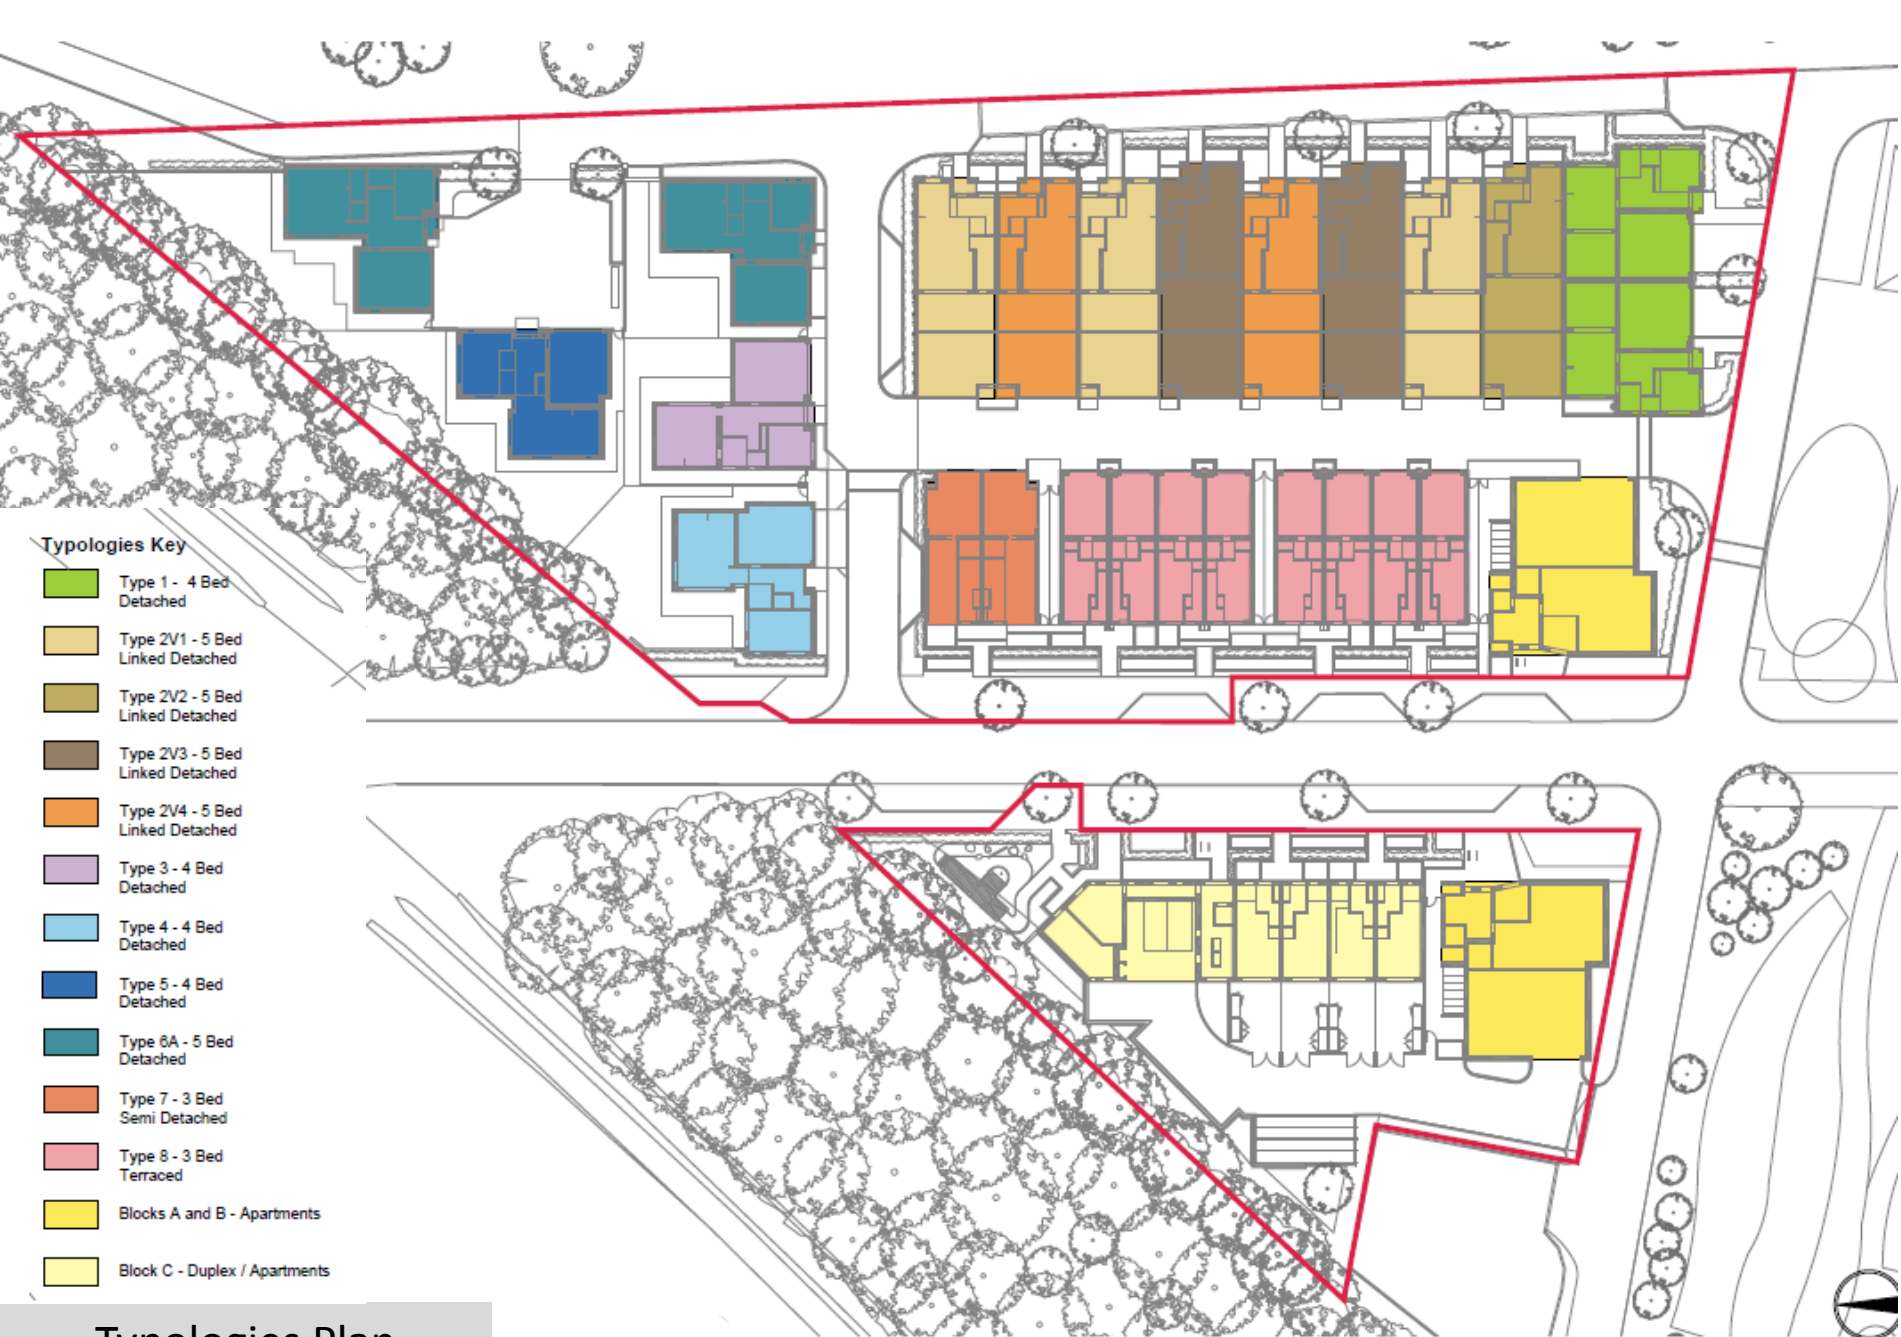 Typologies Key
Type 1 - 4 Bed
Detached
Type 2V1 - 5 Bed
Linked Detached
Type 2V2 - 5 Bed
Linked Detached
Type 2V3 - 5 Bed
Linked Detached
Type 2V4 - 5 Bed
Linked Detached
Type 3 - 4 Bed
Detached
Type 4 - 4 Bed
Detached
Type 5 - 4 Bed
Detached
Type 6A - 5 Bed
Detached
Type 7 - 3 Bed
Semi Detached
Type 8 - 3 Bed
Terraced
Blocks A and B - Apartments
Block C - Duplex / Apartments
Typologies Plan